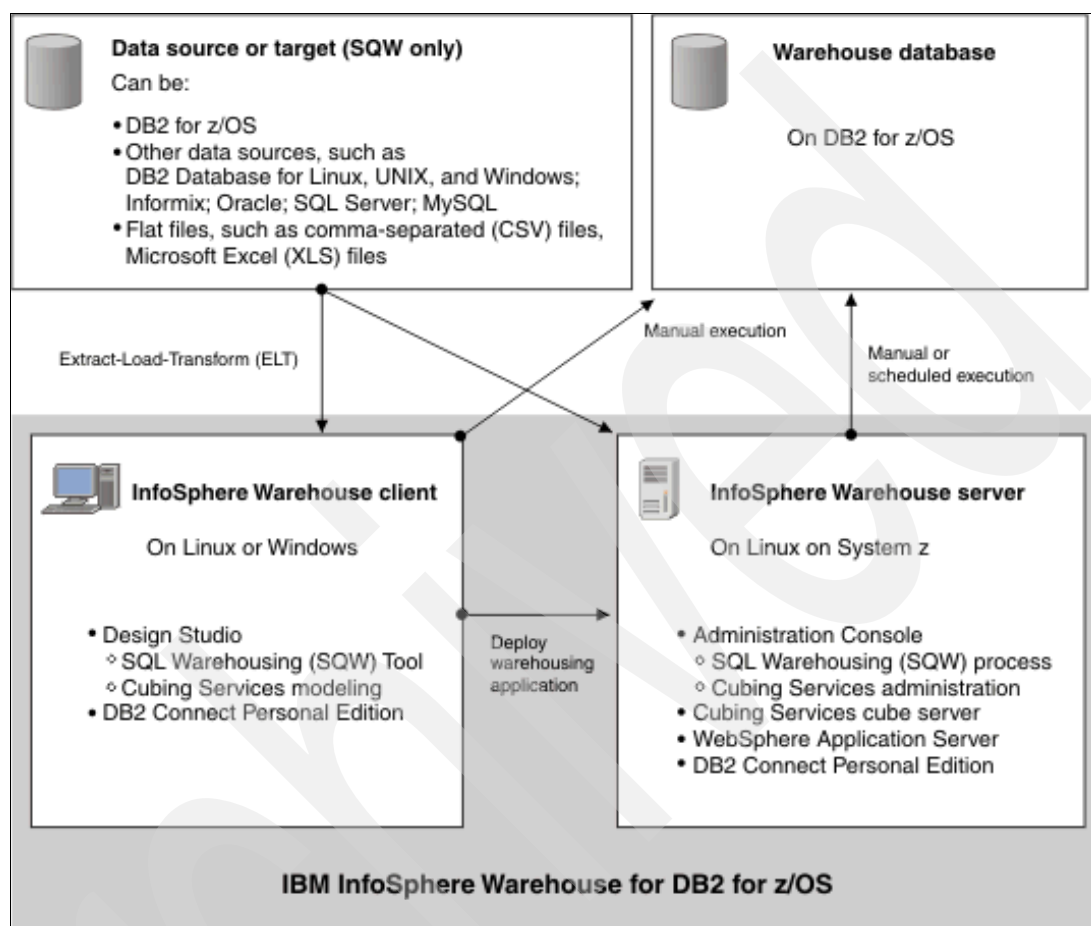 Data source or target (SQW only)
Can be:
• DB2 for z/OS
• Other data sources, such as
DB2 Database for Linux, UNIX, and Windows;
Informix; Oracle; SQL Server; MySQL
• Flat files, such as comma-separated (CSV) files,
Microsoft Excel (XLS) files
Warehouse database
On DB2 for z/OS
Extract-Load-Transform (ELT)
Manual execution
Manual or
scheduled execution
InfoSphere Warehouse client
On Linux or Windows
• Design Studio
◦ SQL Warehousing (SQW) Tool
◦ Cubing Services modeling
• DB2 Connect Personal Edition
Deploy
warehousing
application
InfoSphere Warehouse server
On Linux on System z
• Administration Console
◦ SQL Warehousing (SQW) process
◦ Cubing Services administration
• Cubing Services cube server
• WebSphere Application Server
• DB2 Connect Personal Edition
IBM InfoSphere Warehouse for DB2 for z/OS